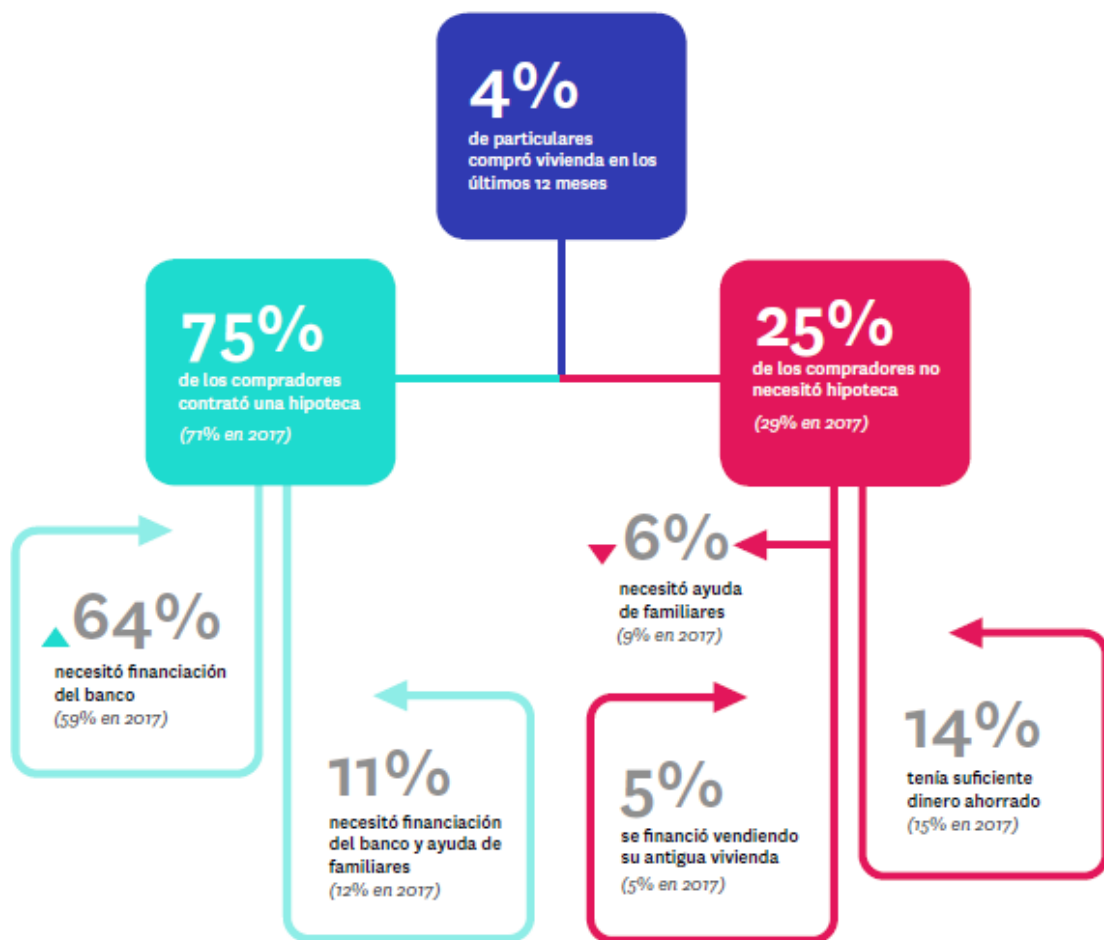 4%
de particulares
compró vivienda en los
últimos 12 meses
75%
de los compradores
contrató una hipoteca
(71% en 2017)
25%
de los compradores no
necesitó hipoteca
(29% en 2017)
64%
necesitó financiación
del banco
(59% en 2017)
11%
necesitó financiación
del banco y ayuda de
familiares
(12% en 2017)
6%
necesitó ayuda
de familiares
(9% en 2017)
5%
se financió vendiendo
su antigua vivienda
(5% en 2017)
14%
tenía suficiente
dinero ahorrado
(15% en 2017)